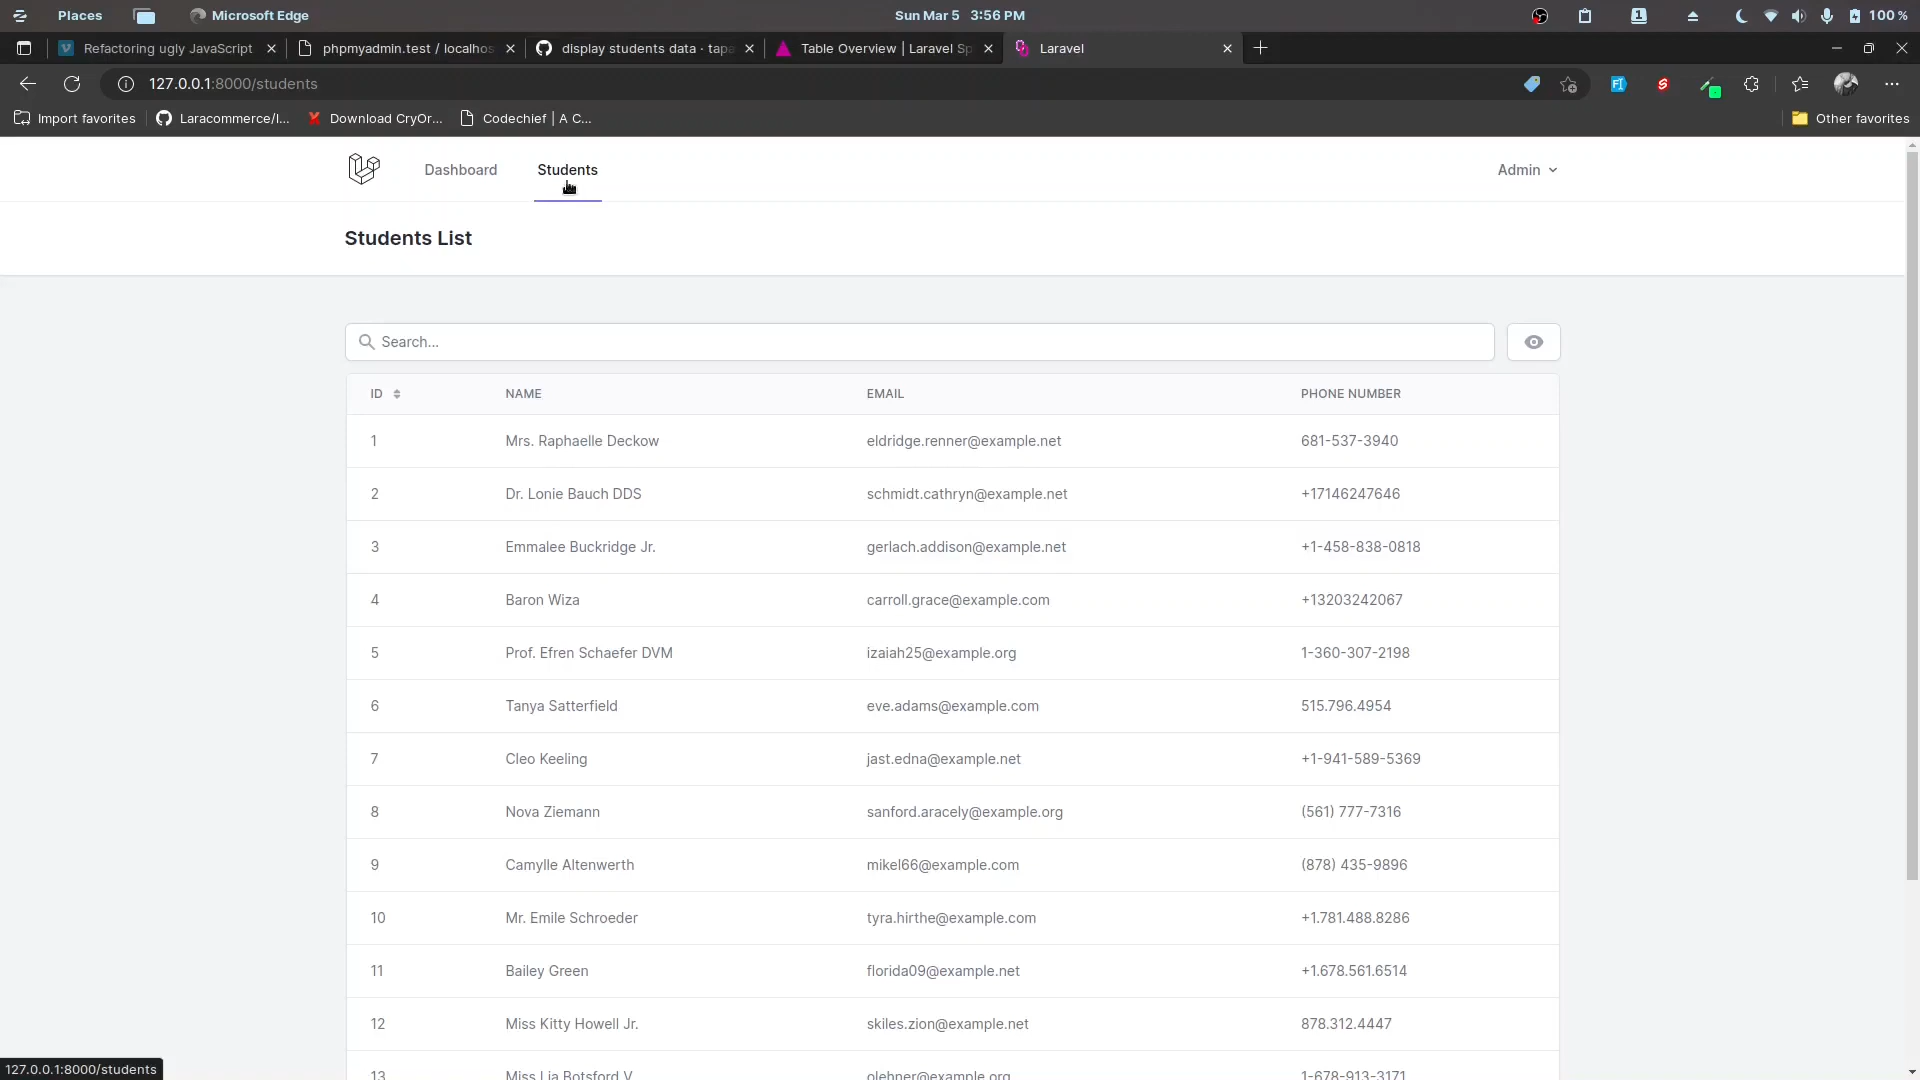 Places Microsoft Edge Sun Mar 5 3:56 PM 1 100 %
Refactoring ugly JavaScript phpmyadmin.test / localhos display students data · tapa Table Overview | Laravel Sp Laravel
127.0.0.1:8000/students
Import favorites Laracommerce/l... Download CryOr... Codechief | A C... Other favorites
Dashboard Students Admin
Students List
Search...
ID NAME EMAIL PHONE NUMBER
1 Mrs. Raphaelle Deckow eldridge.renner@example.net 681-537-3940
2 Dr. Lonie Bauch DDS schmidt.cathryn@example.net +17146247646
3 Emmalee Buckridge Jr. gerlach.addison@example.net +1-458-838-0818
4 Baron Wiza carroll.grace@example.com +13203242067
5 Prof. Efren Schaefer DVM izaiah25@example.org 1-360-307-2198
6 Tanya Satterfield eve.adams@example.com 515.796.4954
7 Cleo Keeling jast.edna@example.net +1-941-589-5369
8 Nova Ziemann sanford.aracely@example.org (561) 777-7316
9 Camylle Altenwerth mikel66@example.com (878) 435-9896
10 Mr. Emile Schroeder tyra.hirthe@example.com +1.781.488.8286
11 Bailey Green florida09@example.net +1.678.561.6514
12 Miss Kitty Howell Jr. skiles.zion@example.net 878.312.4447
13 Miss Lia Botsford V olehner@example.org 1-678-913-3171
127.0.0.1:8000/students